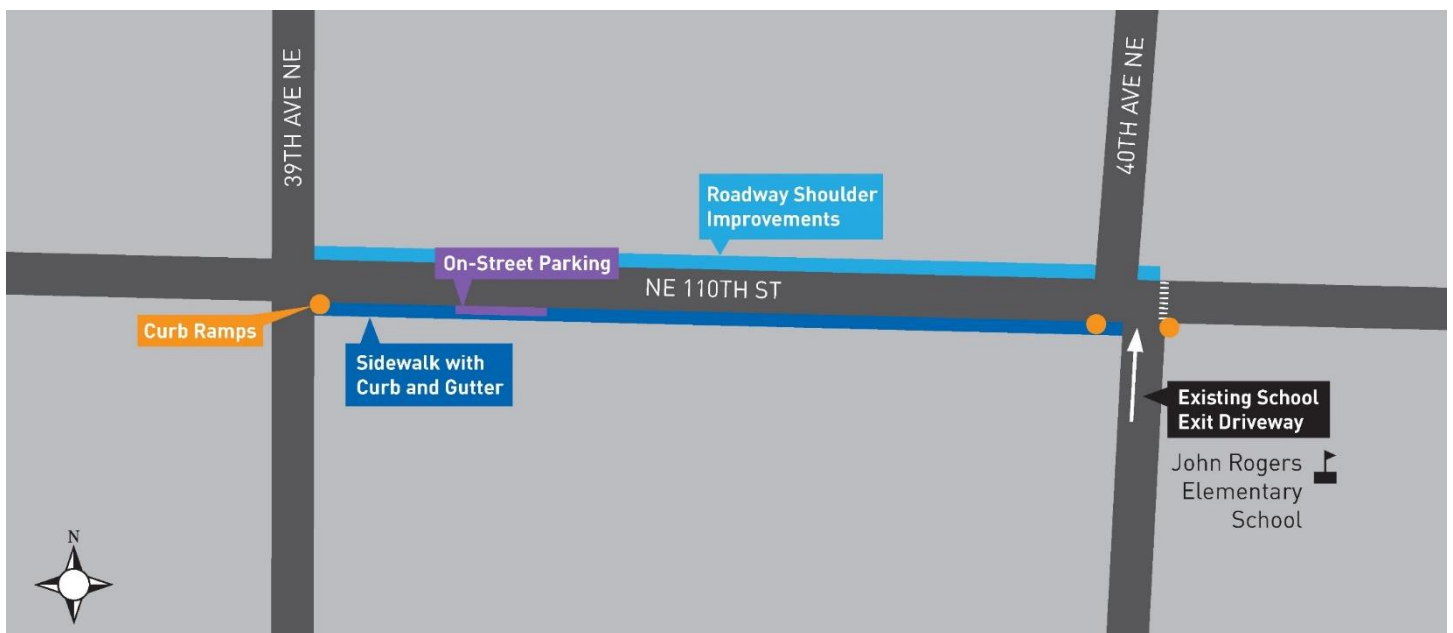 39TH AVE NE
40TH AVE NE
Roadway Shoulder
Improvements
On-Street Parking
NE 110TH ST
Curb Ramps
Sidewalk with
Curb and Gutter
Existing School
Exit Driveway
John Rogers
Elementary
School
N